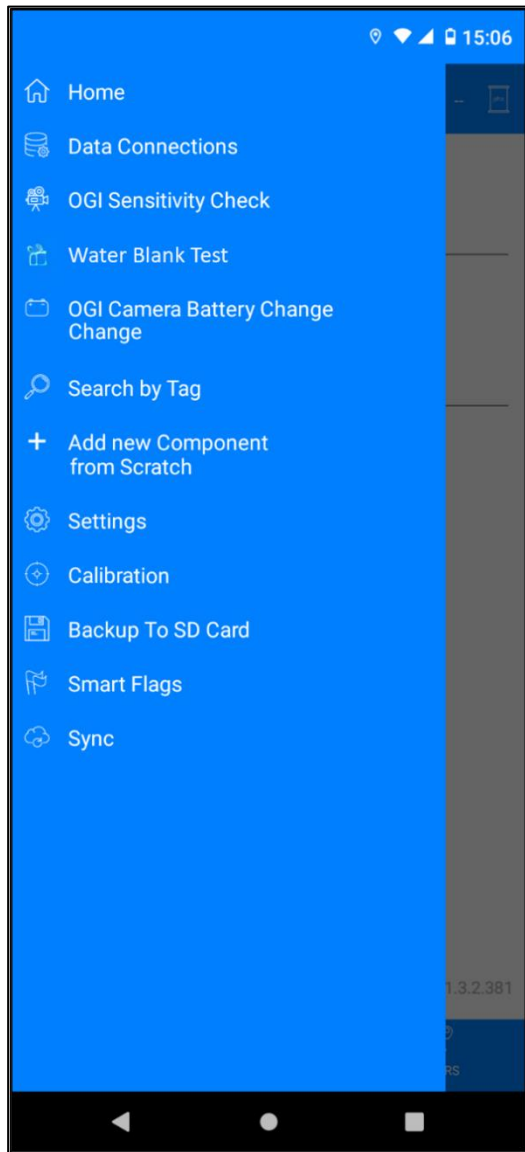 15:06
Home
--
Data Connections
OGI Sensitivity Check
Water Blank Test
OGI Camera Battery Change
Change
Search by Tag
Add new Component
from Scratch
Settings
Calibration
Backup To SD Card
Smart Flags
Sync
1.3.2.381
RS